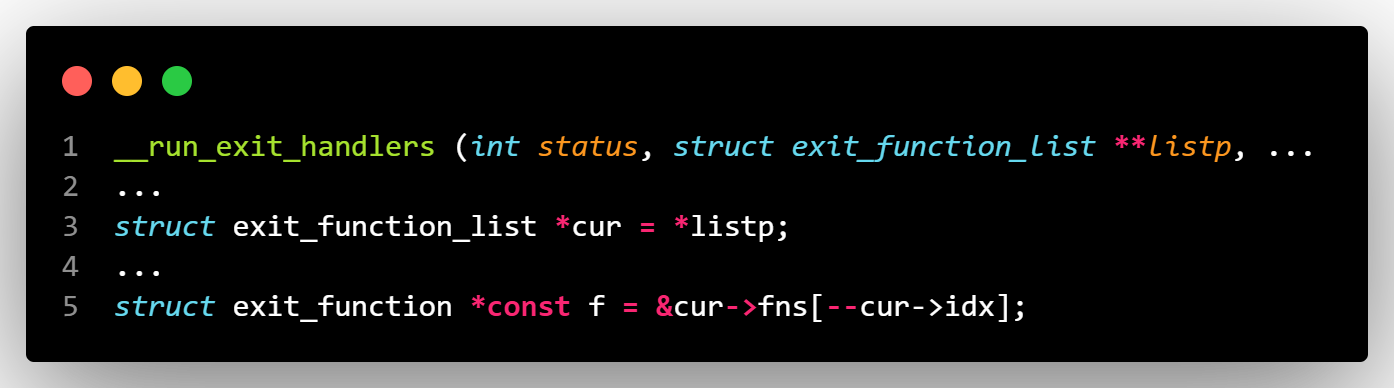 1 __run_exit_handlers (int status, struct exit_function_list **listp, ...
2 ...
3 struct exit_function_list *cur = *listp;
4 ...
5 struct exit_function *const f = &cur->fns[--cur->idx];